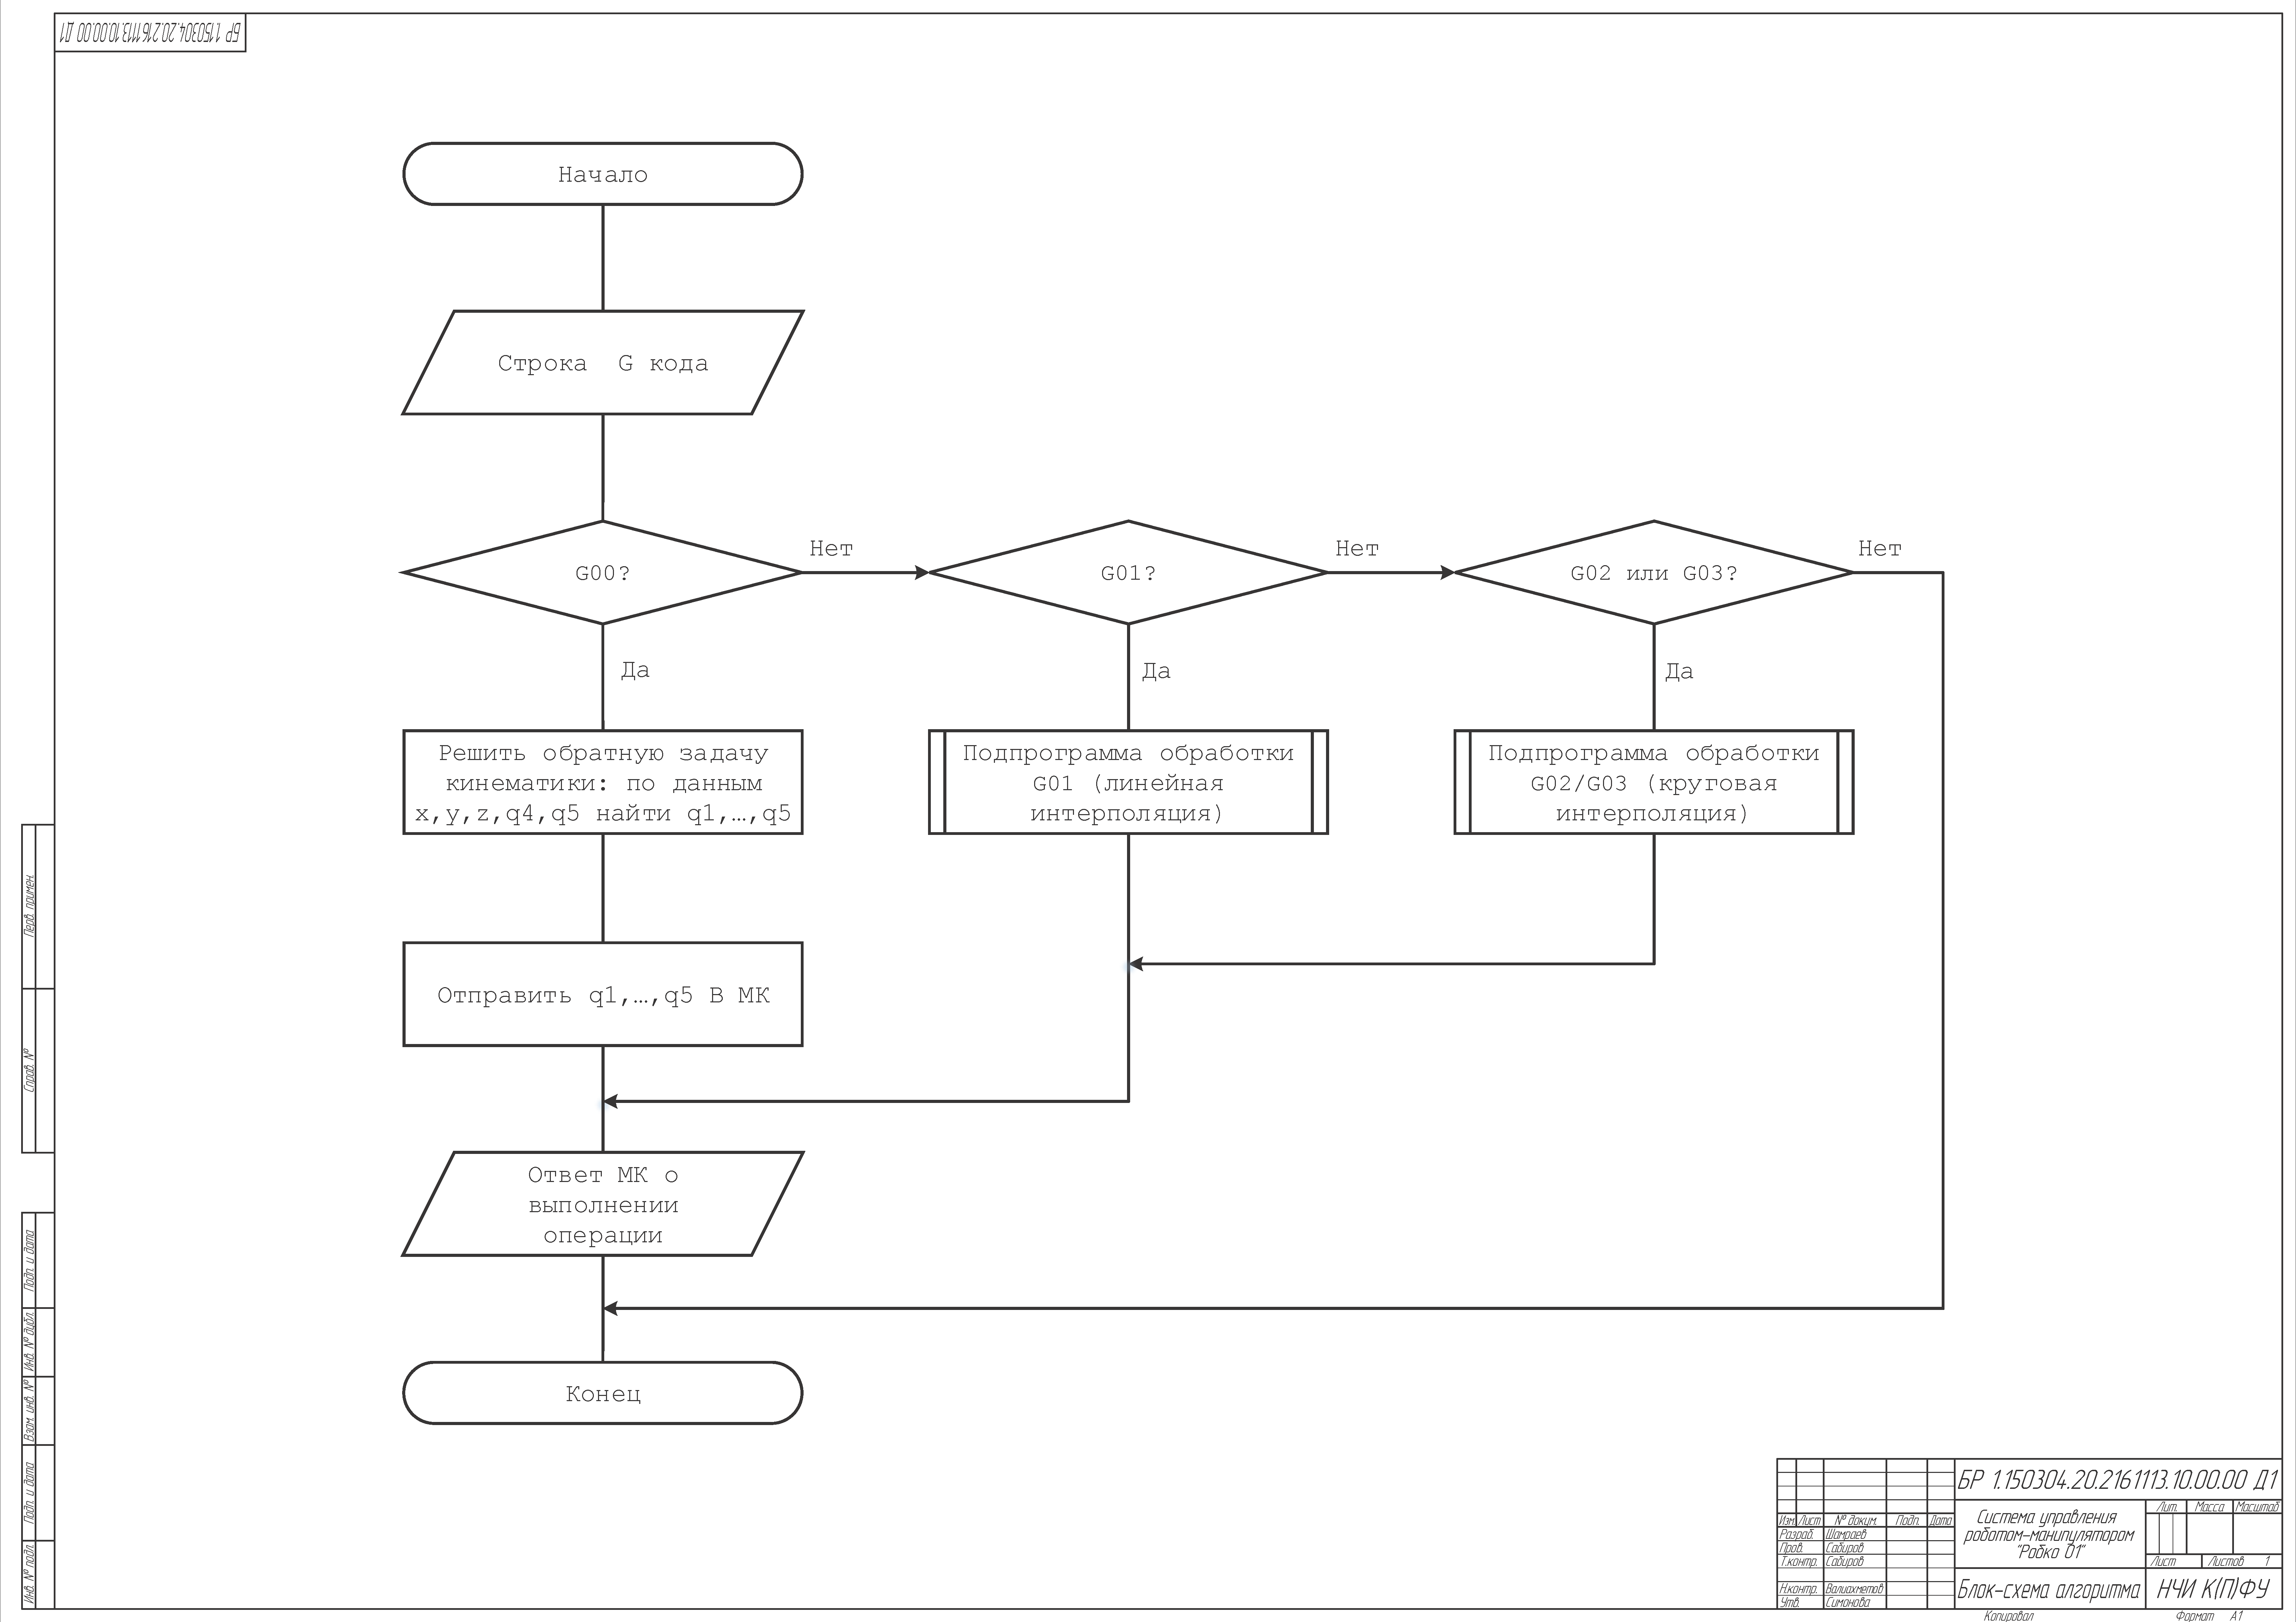 БР 1.150304.20.2161113.10.00.00 Д1
Начало
Строка  G кода
G00?
Нет
G01?
Нет
G02 или G03?
Нет
Да
Да
Да
Решить обратную задачу
кинематики: по данным
x,y,z,q4,q5 найти q1,…,q5
Подпрограмма обработки
G01 (линейная
интерполяция)
Подпрограмма обработки
G02/G03 (круговая
интерполяция)
Отправить q1,…,q5 В МК
Ответ МК о
выполнении
операции
Конец
Перв. примен.
Справ. №
Подп. и дата
Инв. № дубл.
Взам. инв. №
Подп. и дата
Инв. № подл.
БР 1.150304.20.2161113.10.00.00 Д1
Изм. Лист № докум. Подп. Дата
Разраб. Шамраев
Пров. Сабиров
Т.контр. Сабиров
Н.контр. Валиахметов
Утв. Симонова
Система управления
роботом-манипулятором
"Робко 01"
Лит. Масса Масштаб
Лист Листов 1
Блок-схема алгоритма
НЧИ К(П)ФУ
Копировал
Формат A1